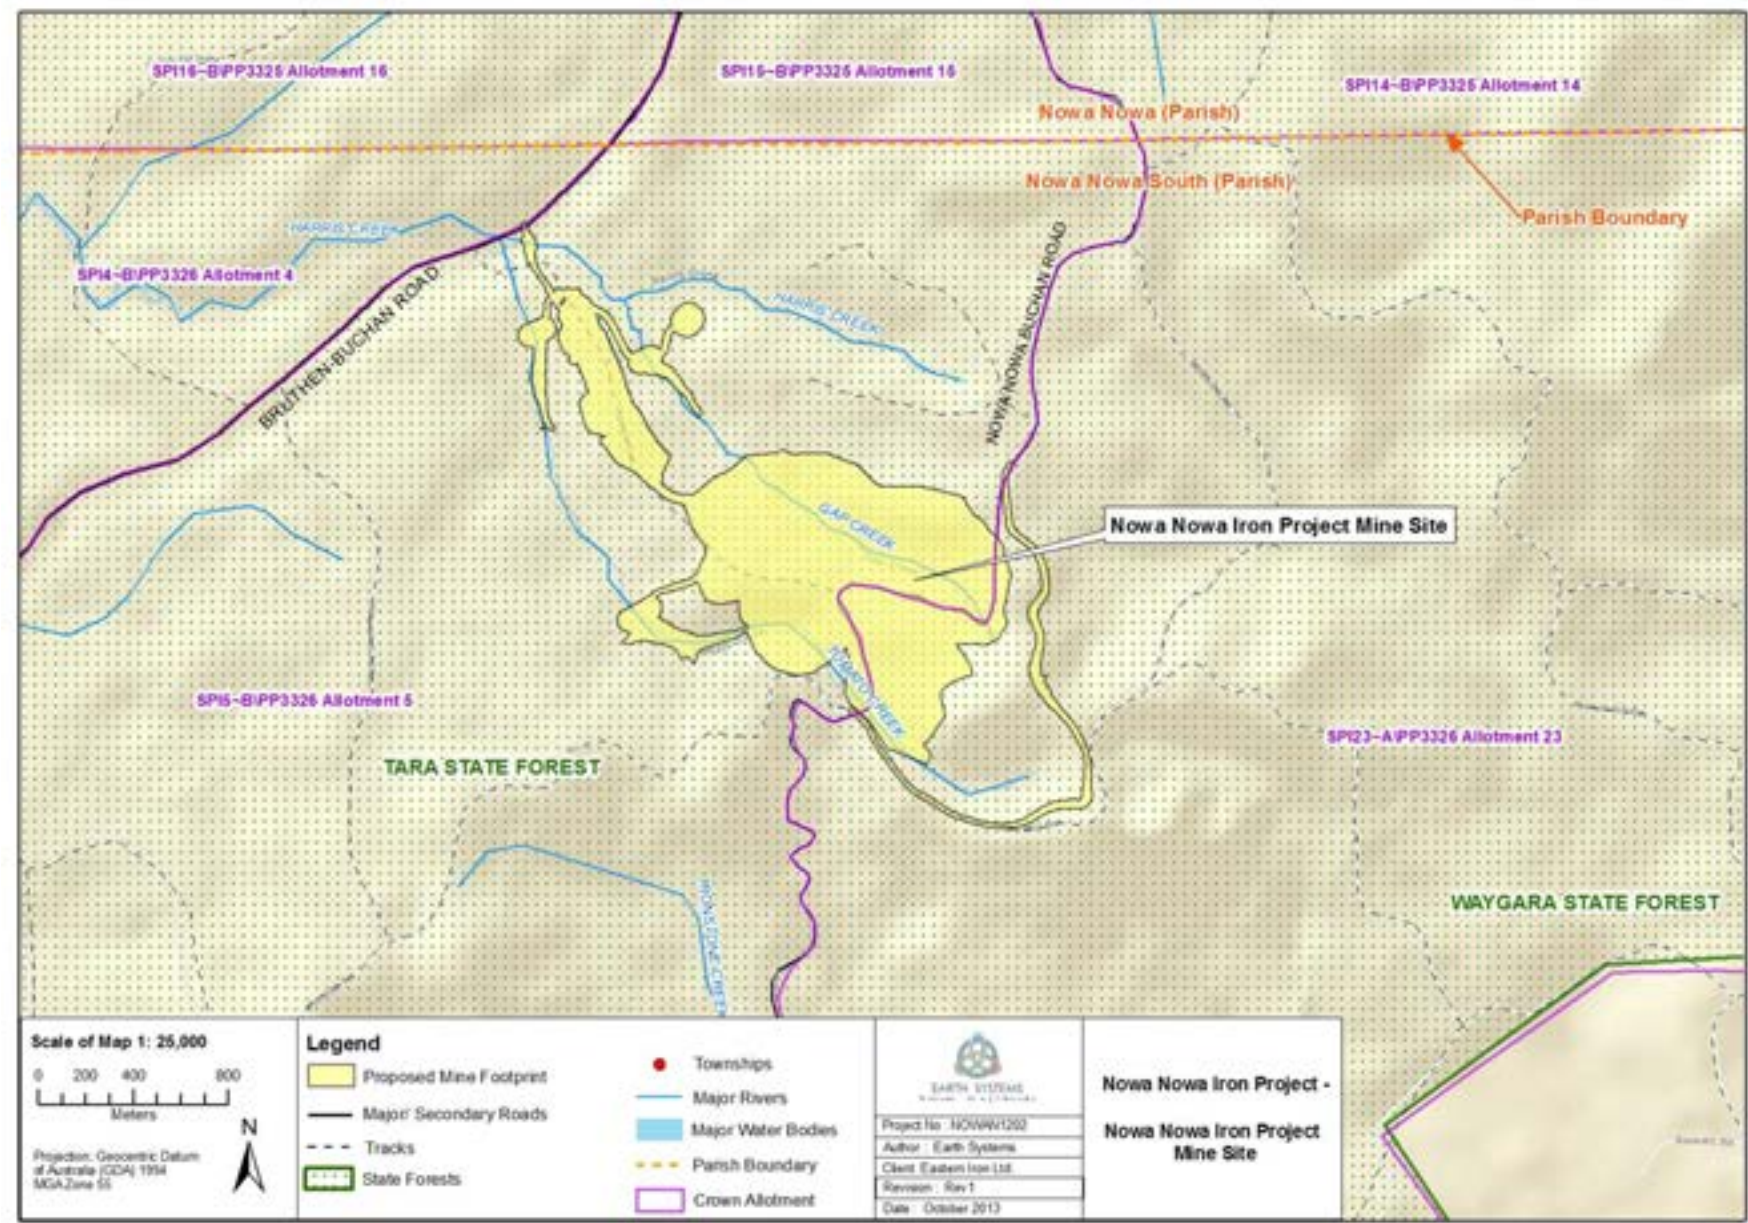 SPI16~B\PP3325 Allotment 16
SPI15~B\PP3325 Allotment 15
SPI14~B\PP3325 Allotment 14
Nowa Nowa (Parish)
Nowa Nowa South (Parish)
Parish Boundary
HARRIS CREEK
SPI4~B\PP3326 Allotment 4
BRUTHEN-BUCHAN ROAD
HARRIS CREEK
NOWA NOWA BUCHAN ROAD
GAP CREEK
Nowa Nowa Iron Project Mine Site
TOMATO CREEK
SPI5~B\PP3326 Allotment 5
SPI23~A\PP3326 Allotment 23
TARA STATE FOREST
WAYGARA STATE FOREST
IRONSTONE CREEK
Scale of Map 1: 25,000
0 200 400 800
Meters
N
Projection: Geocentric Datum
of Australia (GDA) 1994
MGA Zone 55
Legend
Proposed Mine Footprint
Major/ Secondary Roads
Tracks
State Forests
Townships
Major Rivers
Major Water Bodies
Parish Boundary
Crown Allotment
EARTH SYSTEMS
Project No : NOWAN1202
Author : Earth Systems
Client: Eastern Iron Ltd.
Revision : Rev1
Date : October 2013
Nowa Nowa Iron Project -
Nowa Nowa Iron Project
Mine Site